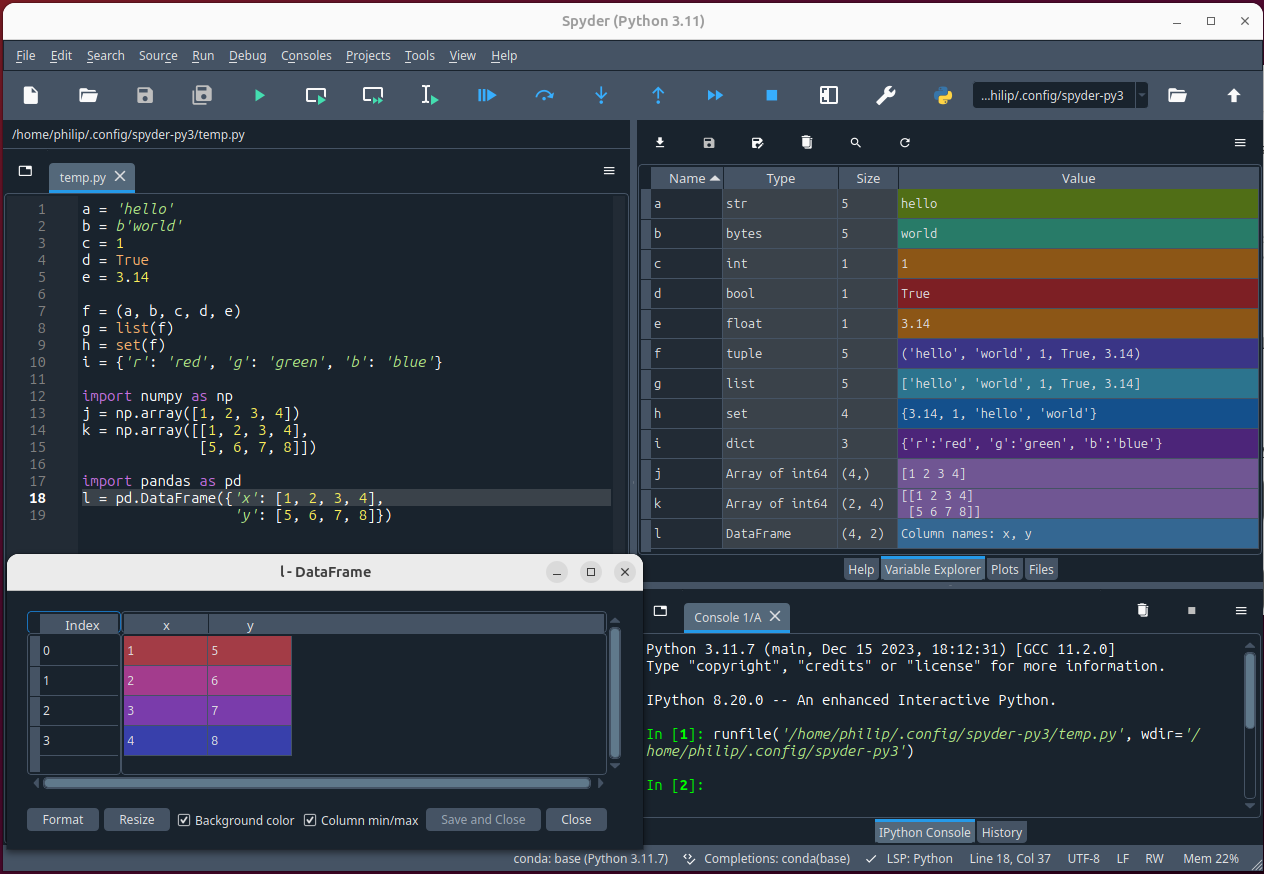 Spyder (Python 3.11)
File Edit Search Source Run Debug Consoles Projects Tools View Help
...hilip/.config/spyder-py3
/home/philip/.config/spyder-py3/temp.py
temp.py
1 a = 'hello'
2 b = b'world'
3 c = 1
4 d = True
5 e = 3.14
6
7 f = (a, b, c, d, e)
8 g = list(f)
9 h = set(f)
10 i = {'r': 'red', 'g': 'green', 'b': 'blue'}
11
12 import numpy as np
13 j = np.array([1, 2, 3, 4])
14 k = np.array([[1, 2, 3, 4],
15 [5, 6, 7, 8]])
16
17 import pandas as pd
18 l = pd.DataFrame({'x': [1, 2, 3, 4],
19 'y': [5, 6, 7, 8]})
Name Type Size Value
a str 5 hello
b bytes 5 world
c int 1 1
d bool 1 True
e float 1 3.14
f tuple 5 ('hello', 'world', 1, True, 3.14)
g list 5 ['hello', 'world', 1, True, 3.14]
h set 4 {3.14, 1, 'hello', 'world'}
i dict 3 {'r':'red', 'g':'green', 'b':'blue'}
j Array of int64 (4,) [1 2 3 4]
k Array of int64 (2, 4) [[1 2 3 4]
[5 6 7 8]]
l DataFrame (4, 2) Column names: x, y
Help Variable Explorer Plots Files
l - DataFrame
Index x y
0 1 5
1 2 6
2 3 7
3 4 8
Format Resize Background color Column min/max Save and Close Close
Console 1/A
Python 3.11.7 (main, Dec 15 2023, 18:12:31) [GCC 11.2.0]
Type "copyright", "credits" or "license" for more information.
IPython 8.20.0 -- An enhanced Interactive Python.
In [1]: runfile('/home/philip/.config/spyder-py3/temp.py', wdir='/
home/philip/.config/spyder-py3')
In [2]:
IPython Console History
conda: base (Python 3.11.7) Completions: conda(base) LSP: Python Line 18, Col 37 UTF-8 LF RW Mem 22%